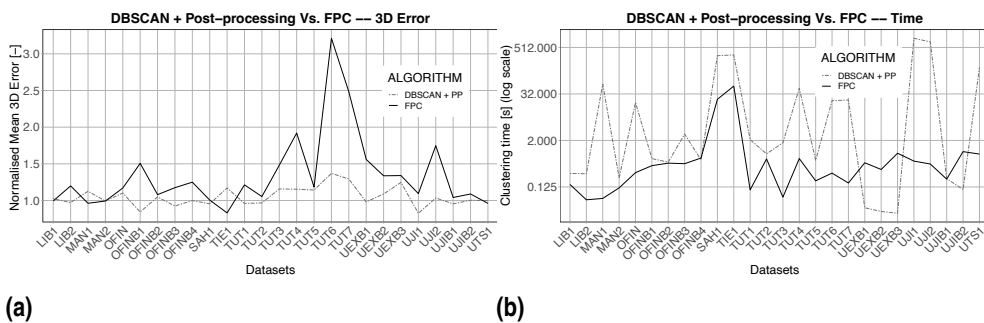 DBSCAN + Post−processing Vs. FPC −− 3D Error
Normalised Mean 3D Error [−]
3.0
2.5
2.0
1.5
1.0
ALGORITHM
DBSCAN + PP
FPC
LIB1
LIB2
MAN1
MAN2
OFIN
OFINB1
OFINB2
OFINB3
OFINB4
SAH1
TIE1
TUT1
TUT2
TUT3
TUT4
TUT5
TUT6
TUT7
UEXB1
UEXB2
UEXB3
UJI1
UJI2
UJIB1
UJIB2
UTS1
Datasets
(a)
DBSCAN + Post−processing Vs. FPC −− Time
Clustering time [s] (log scale)
512.000
32.000
2.000
0.125
ALGORITHM
DBSCAN + PP
FPC
LIB1
LIB2
MAN1
MAN2
OFIN
OFINB1
OFINB2
OFINB3
OFINB4
SAH1
TIE1
TUT1
TUT2
TUT3
TUT4
TUT5
TUT6
TUT7
UEXB1
UEXB2
UEXB3
UJI1
UJI2
UJIB1
UJIB2
UTS1
Datasets
(b)